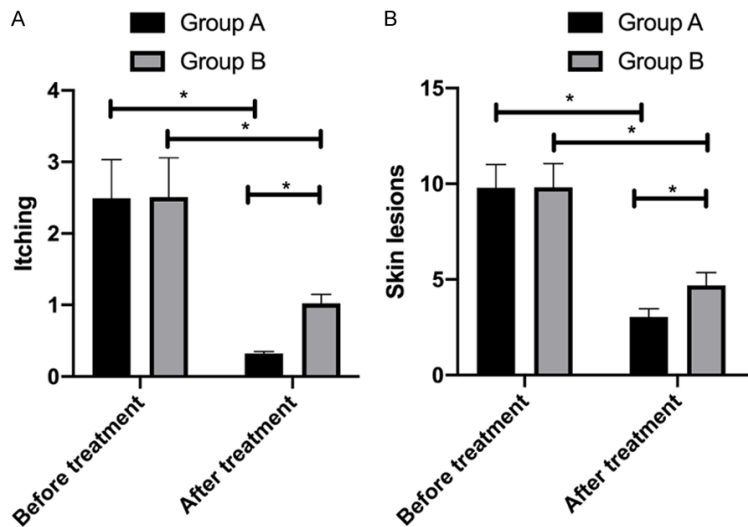 A
Group A
Group B
4
3
2
1
0
Itching
*
*
*
Before treatment
After treatment
B
Group A
Group B
15
10
5
0
Skin lesions
*
*
*
Before treatment
After treatment